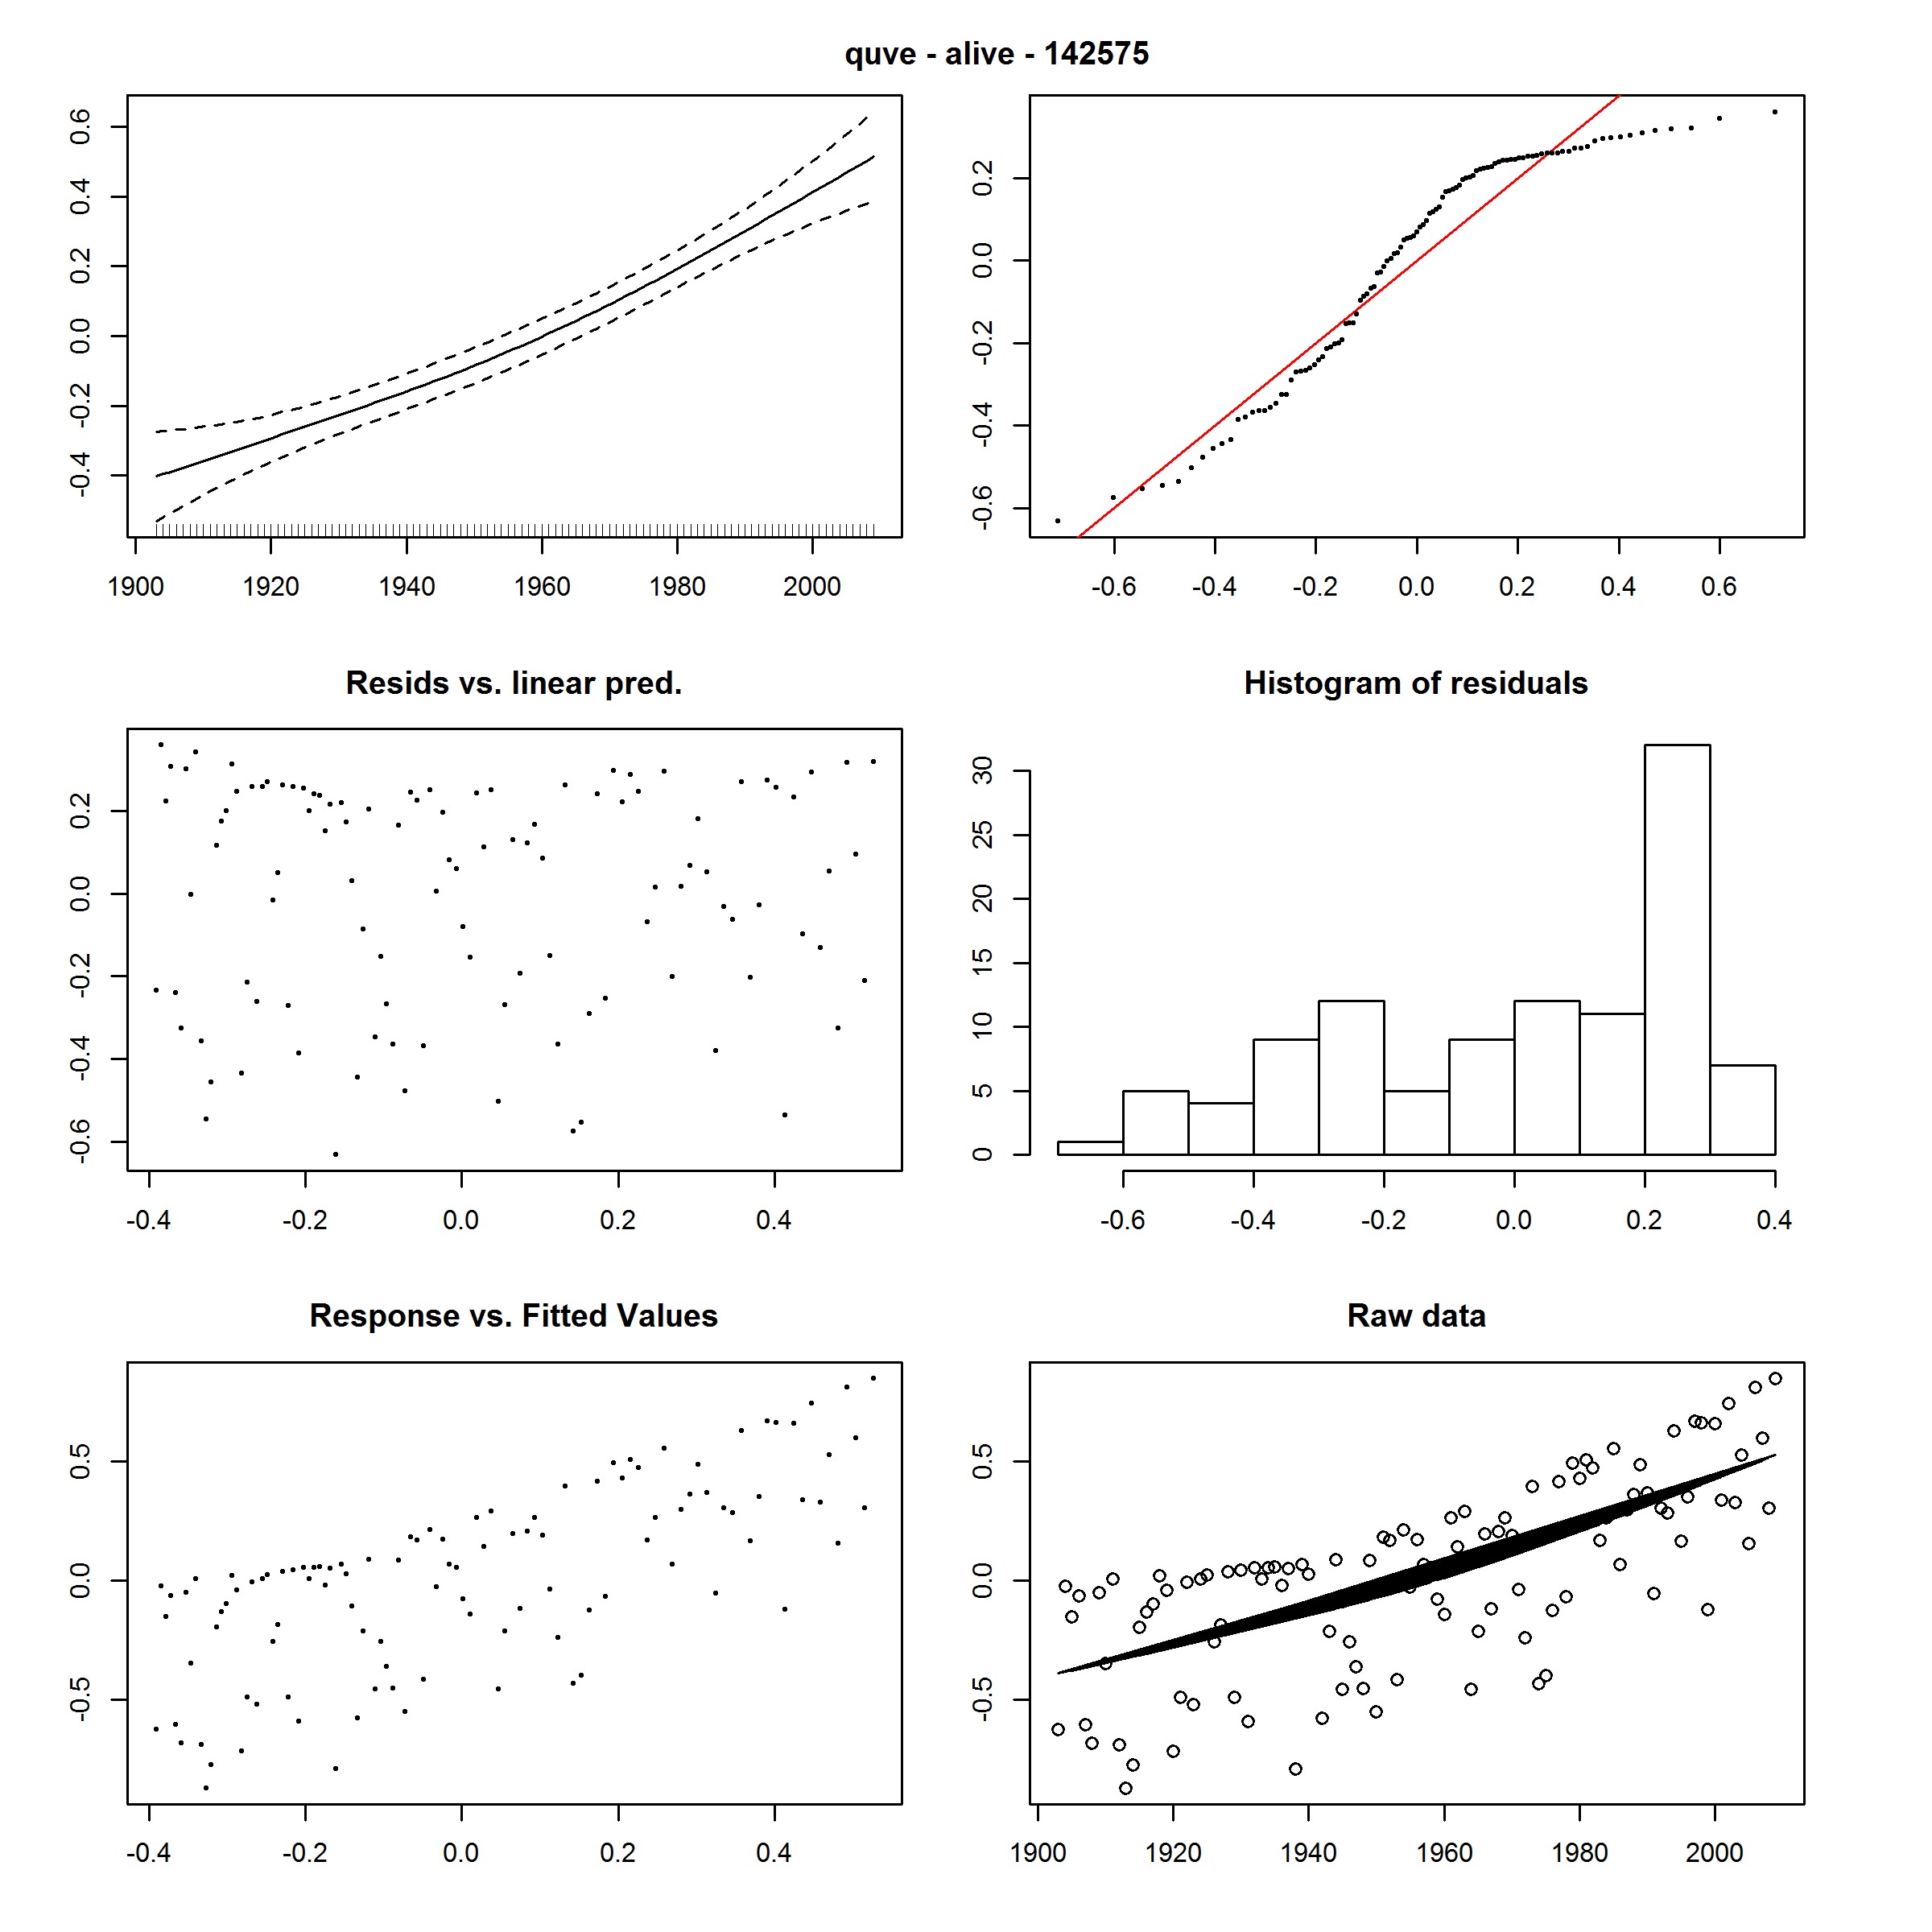 quve - alive - 142575
0.6
0.4
0.2
0.0
-0.2
-0.4
1900 1920 1940 1960 1980 2000
0.2
0.0
-0.2
-0.4
-0.6
-0.6 -0.4 -0.2 0.0 0.2 0.4 0.6
Resids vs. linear pred.
0.2
0.0
-0.2
-0.4
-0.6
-0.4 -0.2 0.0 0.2 0.4
Histogram of residuals
30
25
20
15
10
5
0
-0.6 -0.4 -0.2 0.0 0.2 0.4
Response vs. Fitted Values
0.5
0.0
-0.5
-0.4 -0.2 0.0 0.2 0.4
Raw data
0.5
0.0
-0.5
1900 1920 1940 1960 1980 2000